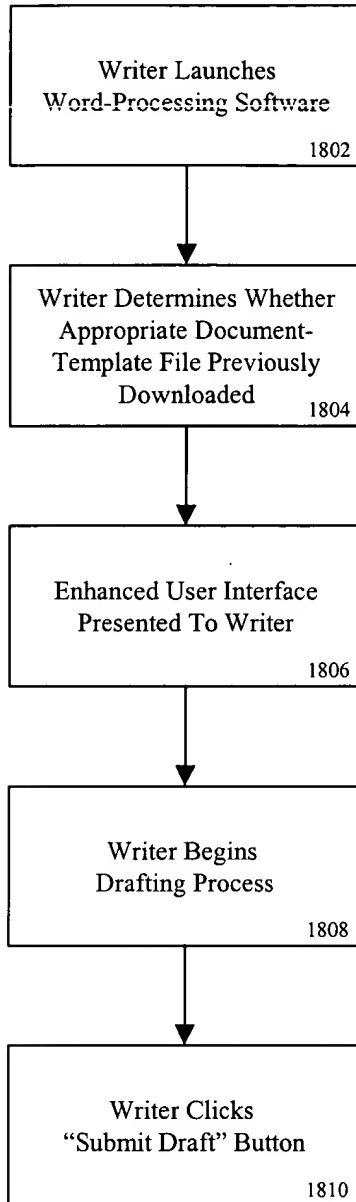 Writer Launches
Word-Processing Software
1802
Writer Determines Whether
Appropriate Document-
Template File Previously
Downloaded
1804
Enhanced User Interface
Presented To Writer
1806
Writer Begins
Drafting Process
1808
Writer Clicks
“Submit Draft” Button
1810